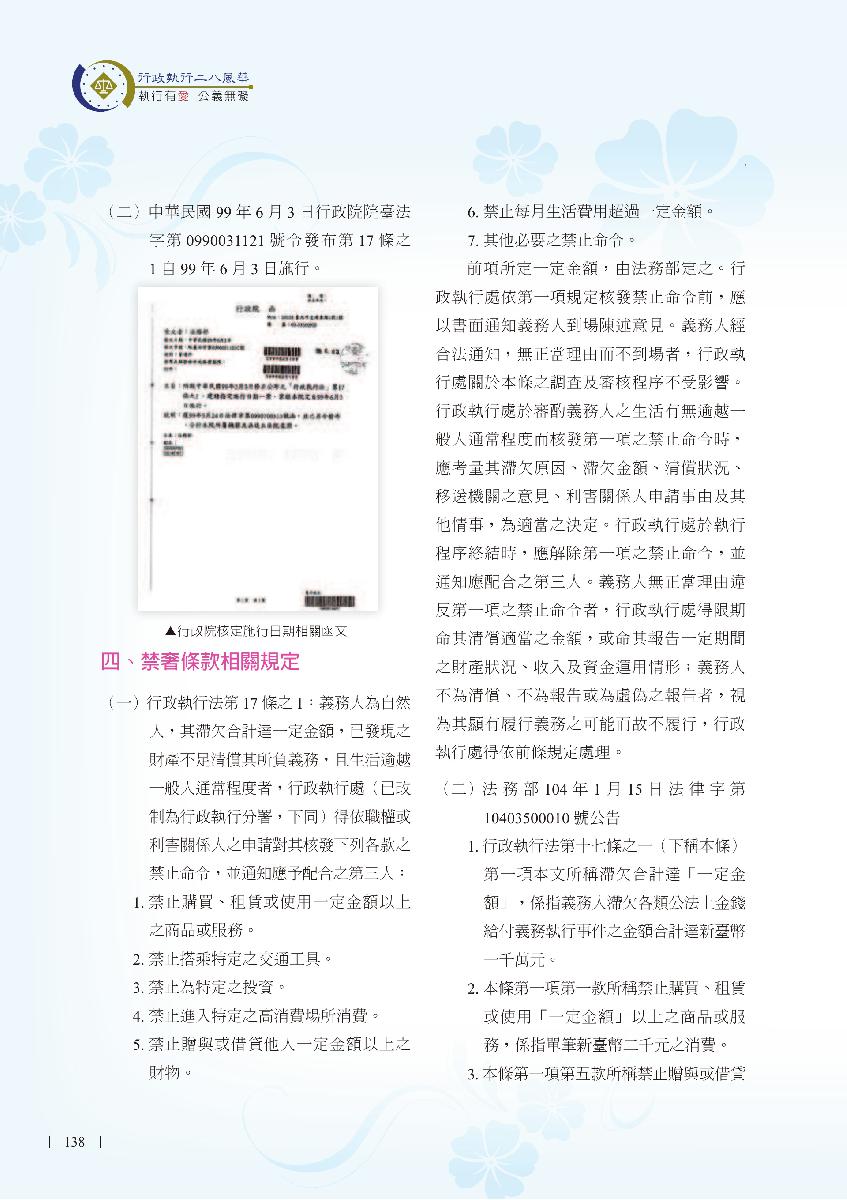 行政執行二八風華
執行有愛 公義無礙
（二）中華民國 99 年 6 月 3 日行政院院臺法
字第 0990031121 號令發布第 17 條之
1 自 99 年 6 月 3 日施行。
行政院 函
▲行政院核定施行日期相關函文
四、禁奢條款相關規定
（一）行政執行法第 17 條之 1：義務人為自然
人，其滯欠合計達一定金額，已發現之
財產不足清償其所負義務，且生活逾越
一般人通常程度者，行政執行處（已改
制為行政執行分署，下同）得依職權或
利害關係人之申請對其核發下列各款之
禁止命令，並通知應予配合之第三人：
1. 禁止購買、租賃或使用一定金額以上
之商品或服務。
2. 禁止搭乘特定之交通工具。
3. 禁止為特定之投資。
4. 禁止進入特定之高消費場所消費。
5. 禁止贈與或借貸他人一定金額以上之
財物。
6. 禁止每月生活費用超過一定金額。
7. 其他必要之禁止命令。
前項所定一定金額，由法務部定之。行
政執行處依第一項規定核發禁止命令前，應
以書面通知義務人到場陳述意見。義務人經
合法通知，無正當理由而不到場者，行政執
行處關於本條之調查及審核程序不受影響。
行政執行處於審酌義務人之生活有無逾越一
般人通常程度而核發第一項之禁止命令時，
應考量其滯欠原因、滯欠金額、清償狀況、
移送機關之意見、利害關係人申請事由及其
他情事，為適當之決定。行政執行處於執行
程序終結時，應解除第一項之禁止命令，並
通知應配合之第三人。義務人無正當理由違
反第一項之禁止命令者，行政執行處得限期
命其清償適當之金額，或命其報告一定期間
之財產狀況、收入及資金運用情形；義務人
不為清償、不為報告或為虛偽之報告者，視
為其顯有履行義務之可能而故不履行，行政
執行處得依前條規定處理。
（二）法務部 104 年 1 月 15 日法律字第
10403500010 號公告
1. 行政執行法第十七條之一（下稱本條）
第一項本文所稱滯欠合計達「一定金
額」，係指義務人滯欠各類公法上金錢
給付義務執行事件之金額合計達新臺幣
一千萬元。
2. 本條第一項第一款所稱禁止購買、租賃
或使用「一定金額」以上之商品或服
務，係指單筆新臺幣二千元之消費。
3. 本條第一項第五款所稱禁止贈與或借貸
138